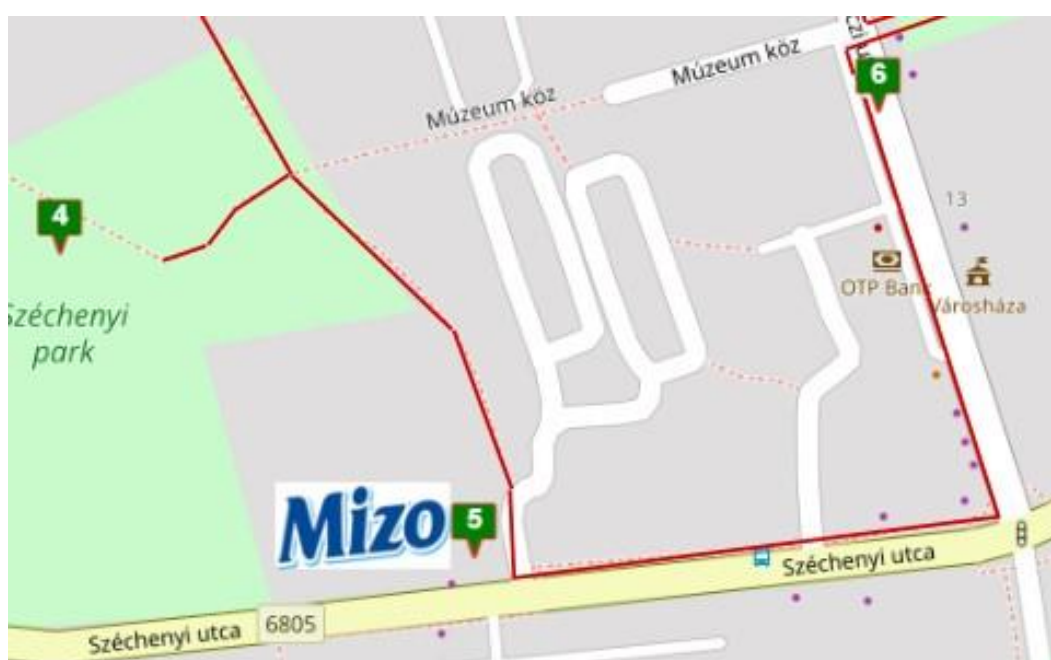 Múzeum köz
Múzeum köz
6
13
4
OTP Bank
Városháza
Széchenyi
park
Mizo
5
Széchenyi utca
6805
Széchenyi utca